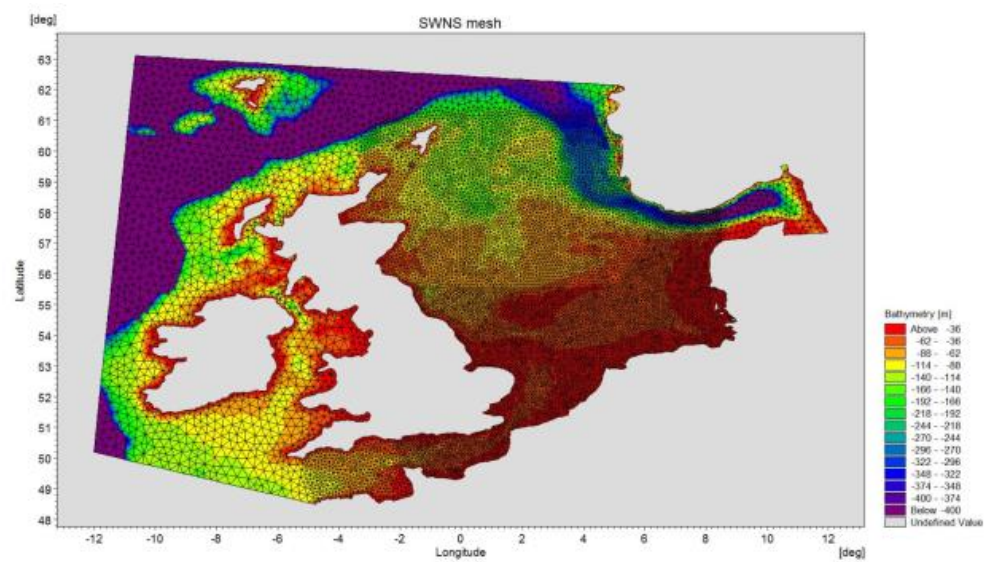 [deg]
SWNS mesh
63
62
61
60
59
58
57
56
55
54
53
52
51
50
49
48
Latitude
-12 -10 -8 -6 -4 -2 0 2 4 6 8 10 12
Longitude
[deg]
Bathymetry [m]
Above -36
-62 - -36
-88 - -62
-114 - -88
-140 - -114
-166 - -140
-192 - -166
-218 - -192
-244 - -218
-270 - -244
-296 - -270
-322 - -296
-348 - -322
-374 - -348
-400 - -374
Below -400
Undefined Value